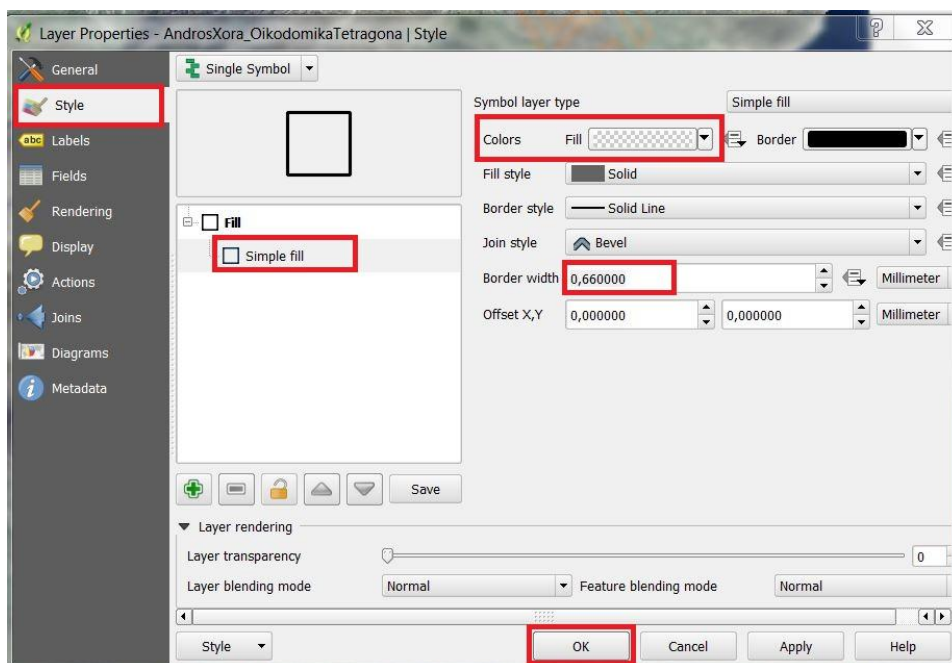 Layer Properties - AndrosXora_OikodomikaTetragona | Style
General
Style
abc Labels
Fields
Rendering
Display
Actions
Joins
Diagrams
Metadata
Single Symbol
Fill
Simple fill
Save
Symbol layer type Simple fill
Colors Fill Border
Fill style Solid
Border style Solid Line
Join style Bevel
Border width 0,660000 Millimeter
Offset X,Y 0,000000 0,000000 Millimeter
Layer rendering
Layer transparency 0
Layer blending mode Normal Feature blending mode Normal
Style OK Cancel Apply Help